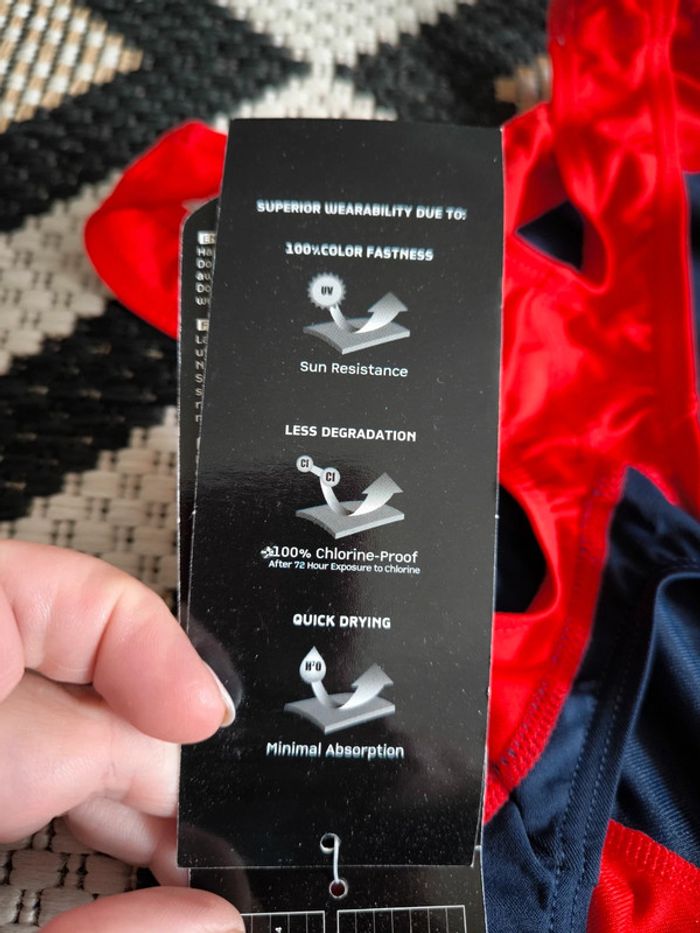 SUPERIOR WEARABILITY DUE TO:
100% COLOR FASTNESS
UV
Sun Resistance
LESS DEGRADATION
Cl
Cl
100% Chlorine-Proof
After 72 Hour Exposure to Chlorine
QUICK DRYING
H²O
Minimal Absorption